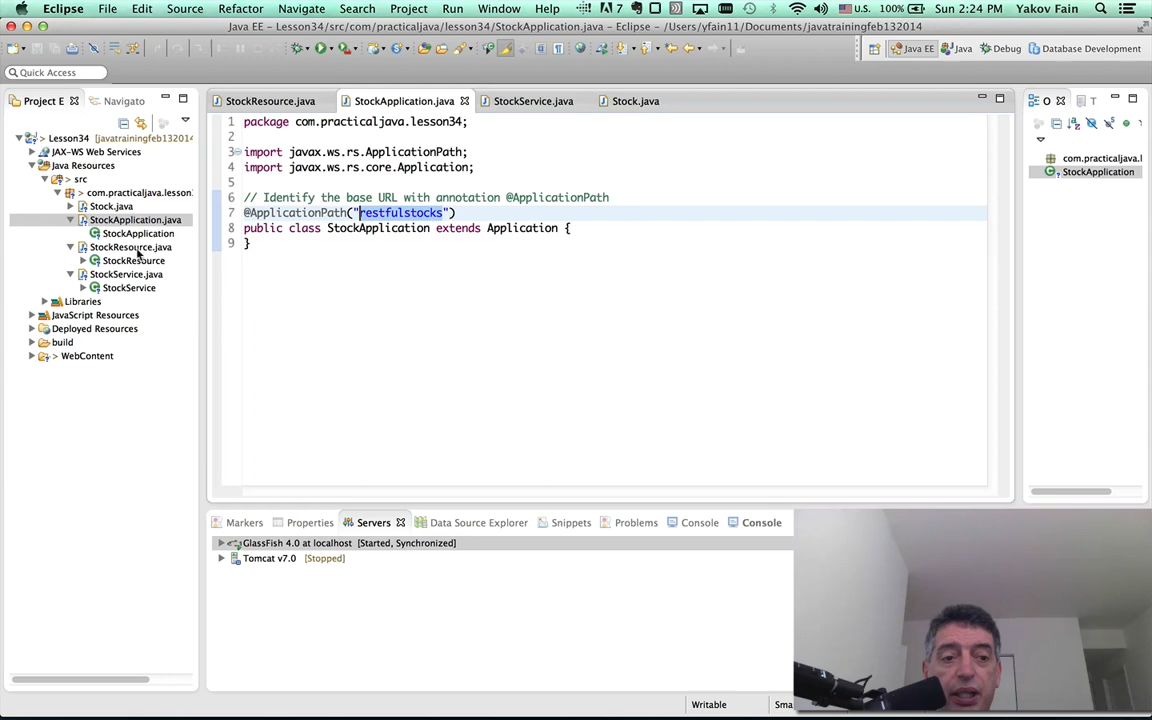 Eclipse File Edit Source Refactor Navigate Search Project Run Window Help A 7 U.S. 100% Sun 2:24 PM Yakov Fain
Java EE - Lesson34/src/com/practicaljava/lesson34/StockApplication.java - Eclipse - /Users/yfain11/Documents/javatrainingfeb132014
Java EE Java Debug Database Development
Quick Access
Project E Navigato
StockResource.java StockApplication.java StockService.java Stock.java
O T
Lesson34 [javatrainingfeb132014
JAX-WS Web Services
Java Resources
src
> com.practicaljava.lesson
Stock.java
StockApplication.java
StockApplication
StockResource.java
StockResource
StockService.java
StockService
Libraries
JavaScript Resources
Deployed Resources
build
> WebContent
1 package com.practicaljava.lesson34;
2
3 import javax.ws.rs.ApplicationPath;
4 import javax.ws.rs.core.Application;
5
6 // Identify the base URL with annotation @ApplicationPath
7 @ApplicationPath("restfulstocks")
8 public class StockApplication extends Application {
9 }
com.practicaljava.l
StockApplication
Markers Properties Servers Data Source Explorer Snippets Problems Console Console
GlassFish 4.0 at localhost [Started, Synchronized]
Tomcat v7.0 [Stopped]
Writable Sma